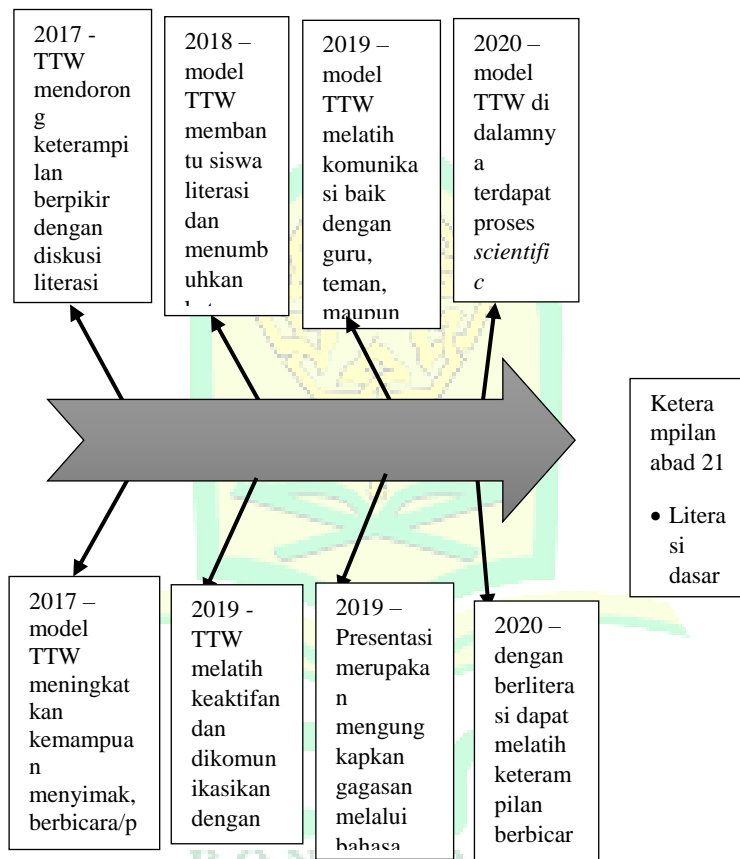 2017 -
TTW
mendoron
g
keterampi
lan
berpikir
dengan
diskusi
literasi
2018 –
model
TTW
memban
tu siswa
literasi
dan
menumb
uhkan
2019 –
model
TTW
melatih
komunika
si baik
dengan
guru,
teman,
maupun
2020 –
model
TTW di
dalamny
a
terdapat
proses
scientifi
c
Ketera
mpilan
abad 21
• Litera
si
dasar
2017 –
model
TTW
meningkat
kan
kemampua
n
menyimak,
berbicara/p
2019 -
TTW
melatih
keaktifan
dan
dikomun
ikasikan
dengan
2019 –
Presentasi
merupaka
n
mengung
kapkan
gagasan
melalui
bahasa
2020 –
dengan
berlitera
si dapat
melatih
keteram
pilan
berbicar